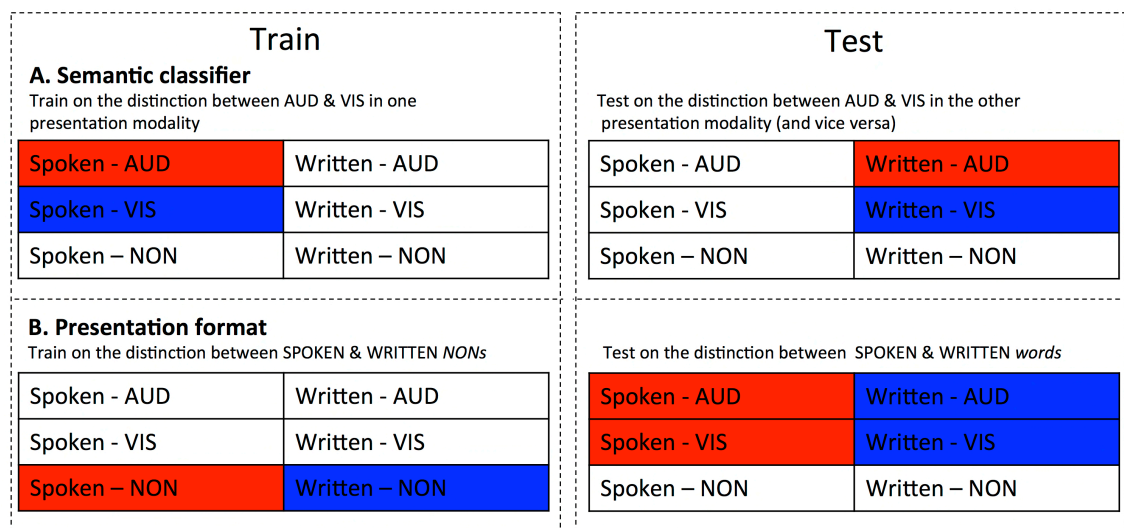 Train
A. Semantic classifier
Train on the distinction between AUD & VIS in one
presentation modality
Spoken - AUD Written - AUD
Spoken - VIS Written - VIS
Spoken – NON Written – NON
Test
Test on the distinction between AUD & VIS in the other
presentation modality (and vice versa)
Spoken - AUD Written - AUD
Spoken - VIS Written - VIS
Spoken – NON Written – NON
B. Presentation format
Train on the distinction between SPOKEN & WRITTEN NONs
Spoken - AUD Written - AUD
Spoken - VIS Written - VIS
Spoken – NON Written – NON
Test on the distinction between SPOKEN & WRITTEN words
Spoken - AUD Written - AUD
Spoken - VIS Written - VIS
Spoken – NON Written – NON